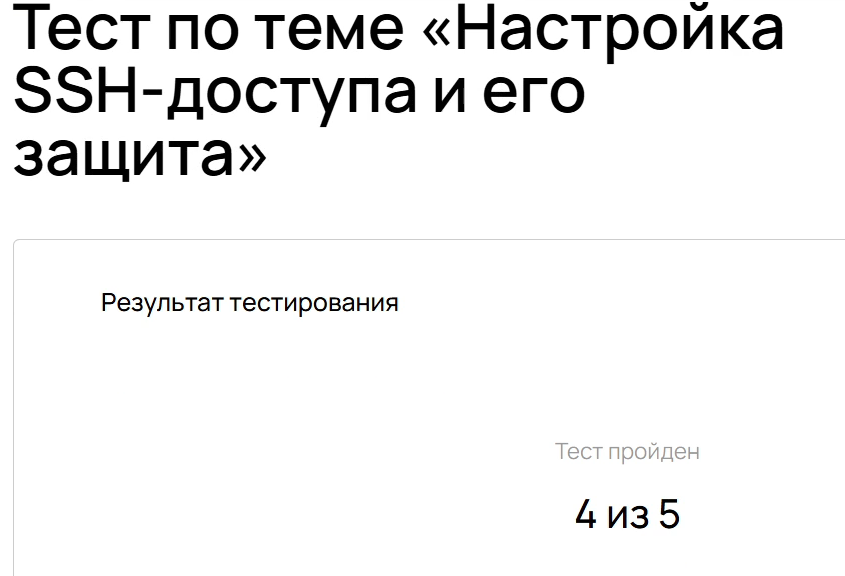 Тест по теме «Настройка
SSH-доступа и его
защита»
Результат тестирования
Тест пройден
4 из 5